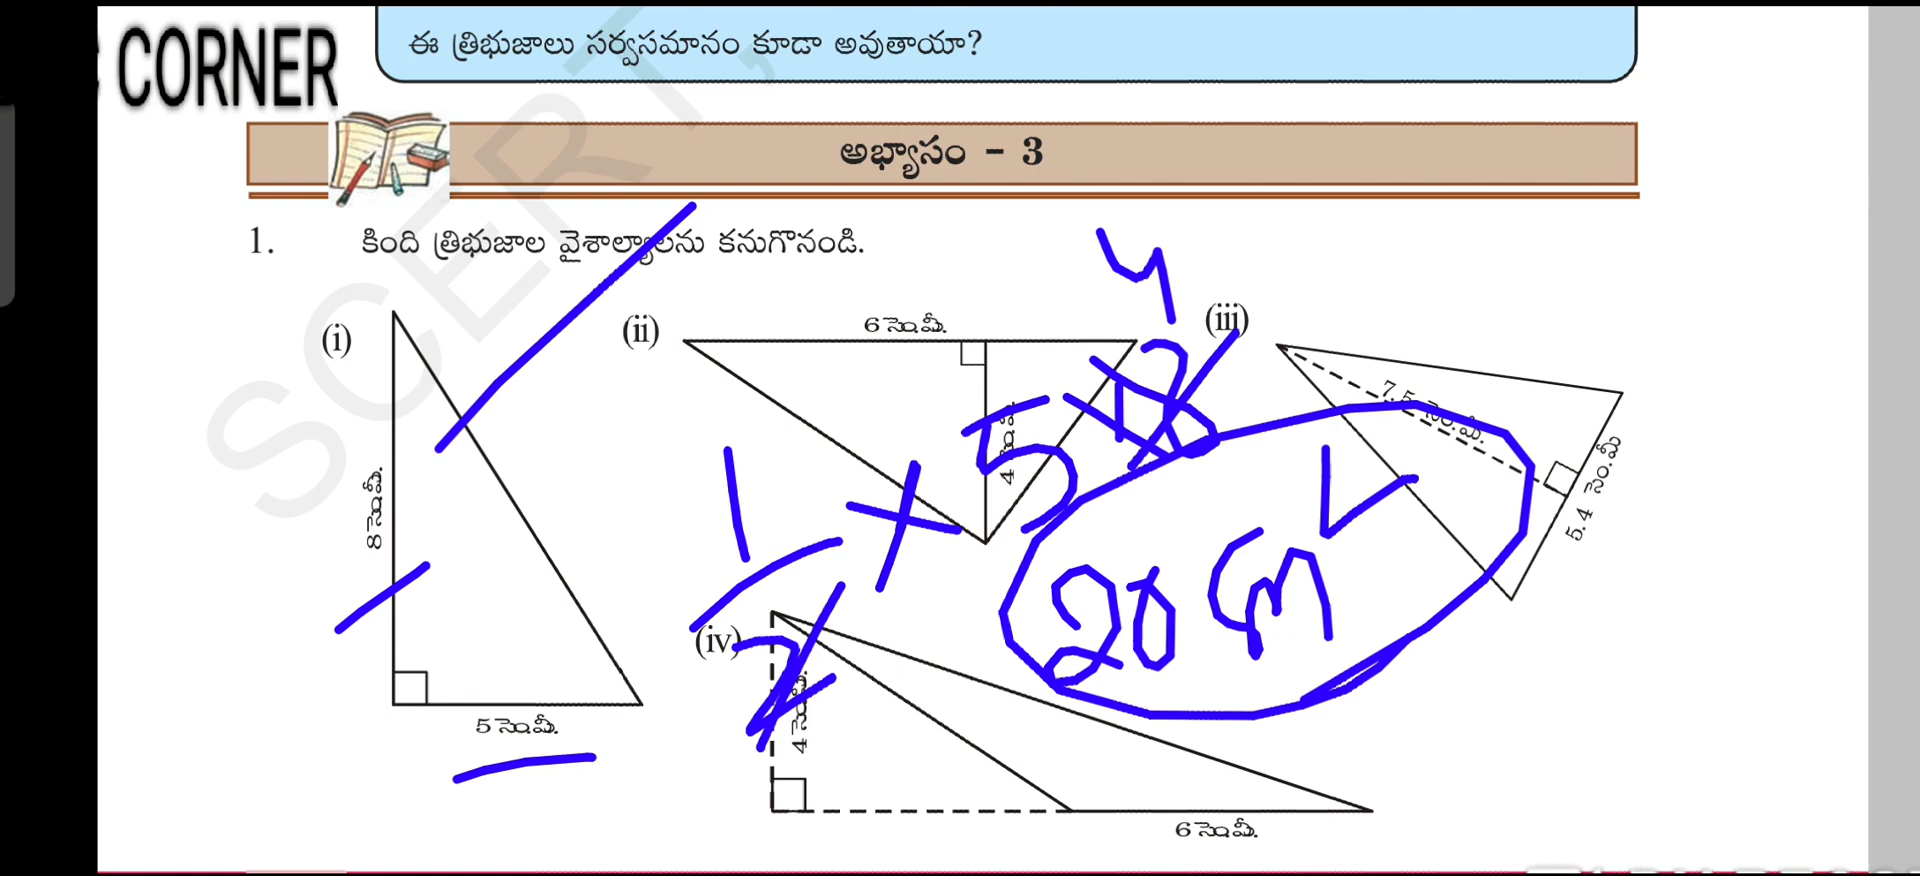 ఈ త్రిభుజాలు సర్వసమానం కూడా అవుతాయా?
CORNER
అభ్యాసం - 3
1. కింది త్రిభుజాల వైశాల్యాలను కనుగొనండి.
(i)
8 సెం.మీ.
5 సెం.మీ.
(ii)
6 సెం.మీ.
4 సెం.మీ.
(iii)
7.5 సెం.మీ.
5.4 సెం.మీ
(iv)
4 సెం.మీ.
6 సెం.మీ.
1/2 × 5 × 8 4
20
SCERT,